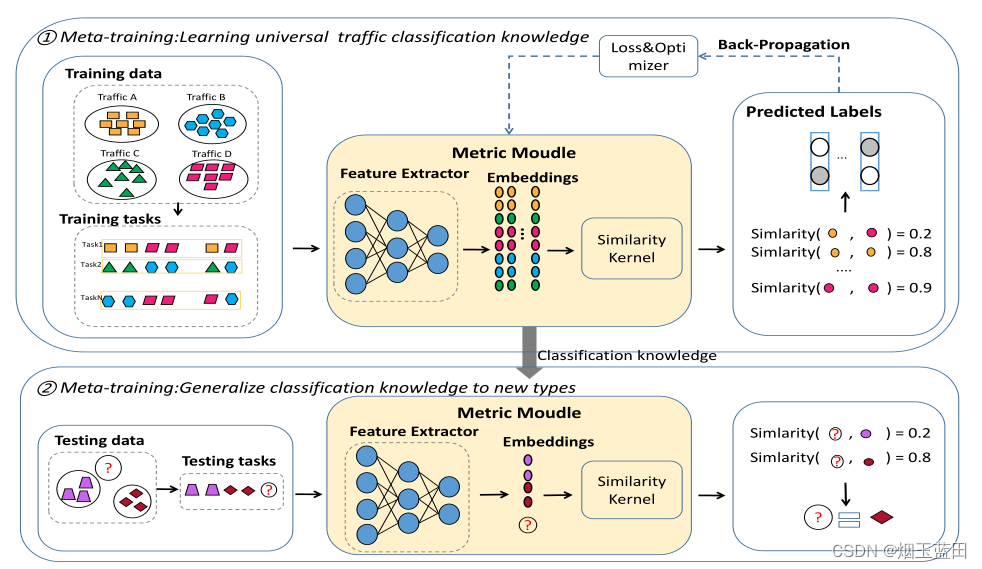 ① Meta-training:Learning universal traffic classification knowledge
Loss&Opti
mizer
Back-Propagation
Training data
Traffic A
Traffic B
Traffic C
Traffic D
Training tasks
Task1
Task2
TaskN
Metric Moudle
Feature Extractor
Embeddings
Similarity
Kernel
Predicted Labels
...
Simlarity( , ) = 0.2
Simlarity( , ) = 0.8
....
Simlarity( , ) = 0.9
Classification knowledge
② Meta-training:Generalize classification knowledge to new types
Testing data
?
Testing tasks
?
Metric Moudle
Feature Extractor
Embeddings
?
Similarity
Kernel
Simlarity( ? , ) = 0.2
Simlarity( ? , ) = 0.8
?
CSDN @烟玉蓝田